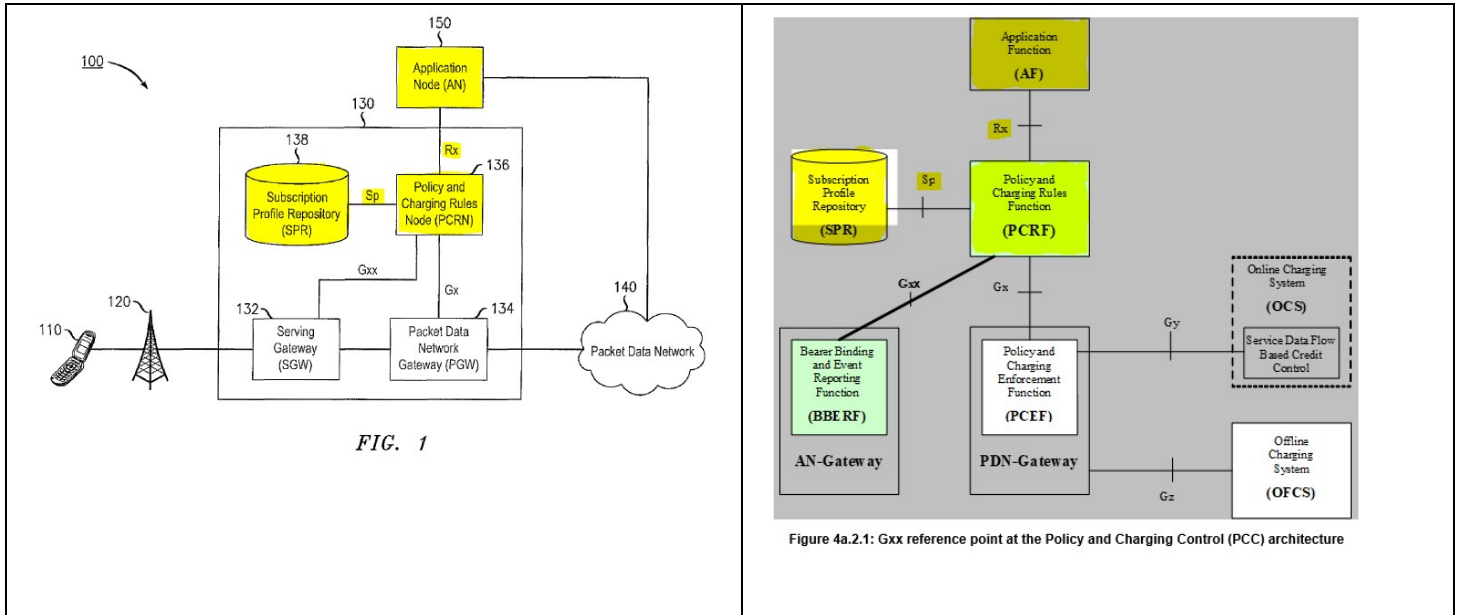 100
150
Application
Node (AN)
130
138
Rx
136
Subscription
Profile Repository
(SPR)
Sp
Policy and
Charging Rules
Node (PCRN)
Gxx
Gx
110
120
132
Serving
Gateway
(SGW)
134
Packet Data
Network
Gateway (PGW)
140
Packet Data Network
FIG. 1
Application
Function
(AF)
Rx
Subscription
Profile
Repository
(SPR)
Sp
Policy and
Charging Rules
Function
(PCRF)
Gxx
Gx
Online Charging
System
(OCS)
Service Data Flow
Based Credit
Control
Gy
Bearer Binding
and Event
Reporting
Function
(BBERF)
AN-Gateway
Policy and
Charging
Enforcement
Function
(PCEF)
PDN-Gateway
Gz
Offline
Charging
System
(OFCS)
Figure 4a.2.1: Gxx reference point at the Policy and Charging Control (PCC) architecture